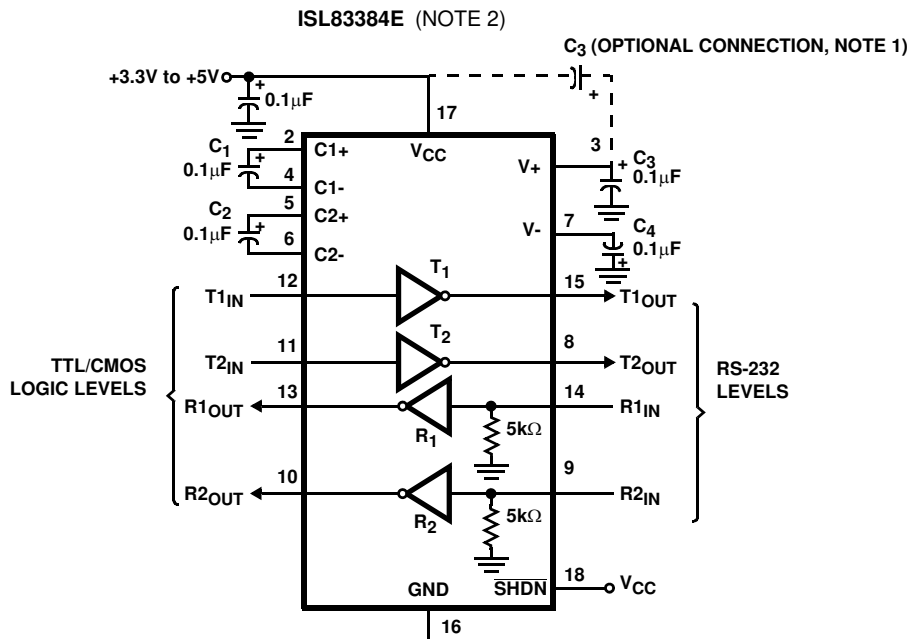 ISL83384E (NOTE 2)
C3 (OPTIONAL CONNECTION, NOTE 1)
+3.3V to +5V
+
0.1μF
+
17
2
3
C1
0.1μF
+
C1+
VCC
V+
+
C3
0.1μF
4
C1-
5
C2
0.1μF
+
C2+
7
V-
C4
0.1μF
+
6
C2-
T1
12
15
T1IN
T1OUT
T2
11
8
T2IN
T2OUT
TTL/CMOS
LOGIC LEVELS
RS-232
LEVELS
13
14
R1OUT
R1IN
R1
5kΩ
10
9
R2OUT
R2IN
R2
5kΩ
GND
SHDN
18
VCC
16